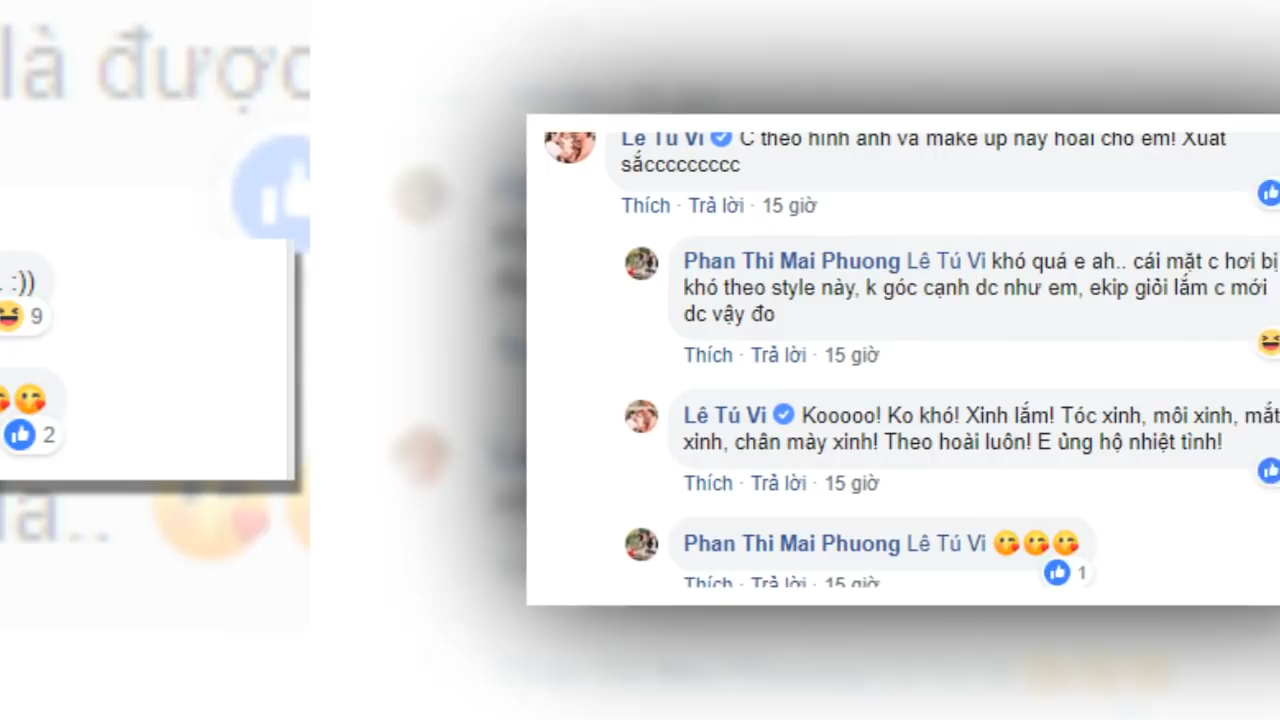 là được
. :))
9
2
là..
Lê Tú Vi C theo hình ảnh và make up này hoài cho em! Xuất
sắccccccccc
Thích · Trả lời · 15 giờ
Phan Thi Mai Phuong Lê Tú Vi khó quá e ah.. cái mặt c hơi bị
khó theo style này, k góc cạnh dc như em, ekip giỏi lắm c mới
dc vậy đo
Thích · Trả lời · 15 giờ
Lê Tú Vi Kooooo! Ko khó! Xinh lắm! Tóc xinh, môi xinh, mắt
xinh, chân mày xinh! Theo hoài luôn! E ủng hộ nhiệt tình!
Thích · Trả lời · 15 giờ
Phan Thi Mai Phuong Lê Tú Vi 😘😘😘
1
Thích · Trả lời · 15 giờ